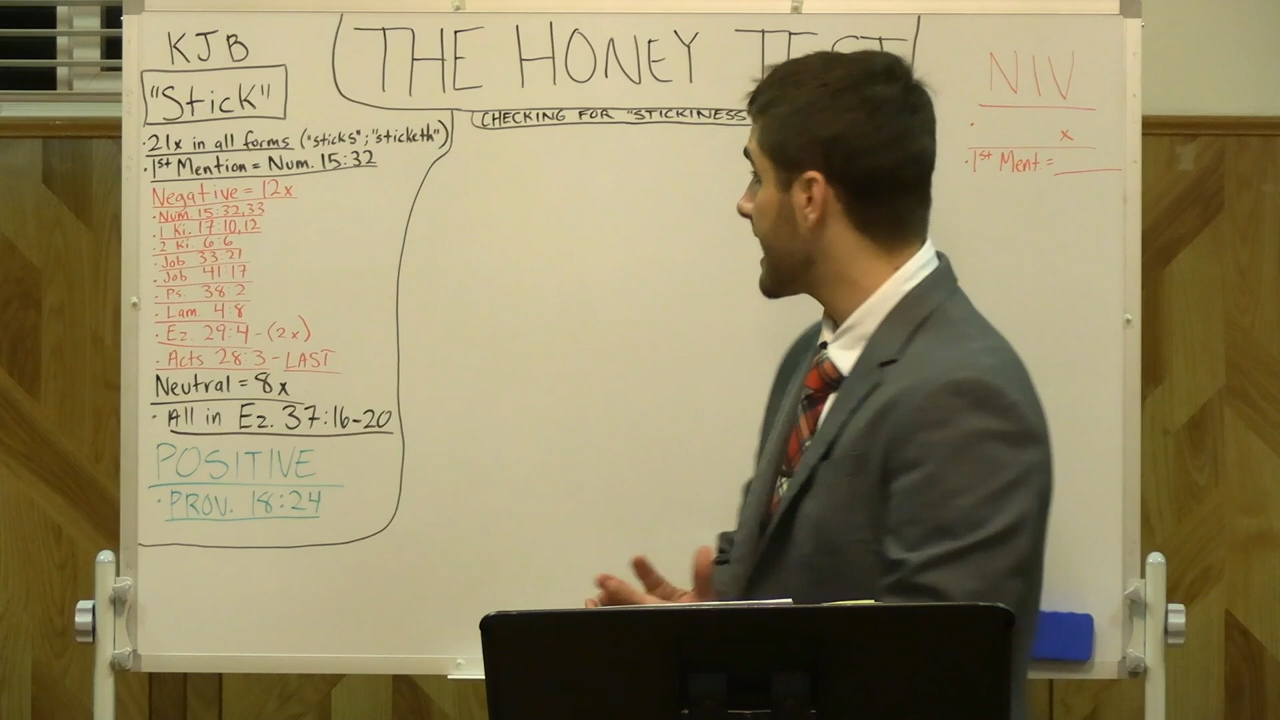 KJB
"Stick"
· 21x in all forms ("sticks"; "sticketh")
· 1st Mention = Num. 15:32
Negative = 12x
· Num. 15:32,33
· 1 Ki. 17:10,12
· 2 Ki. 6:6
· Job 33:21
· Job 41:17
· Ps. 38:2
· Lam. 4:8
· Ez. 29:4 - (2x)
· Acts 28:3 - LAST
Neutral = 8x
· All in Ez. 37:16-20
POSITIVE
· PROV. 18:24
THE HONEY TEST
CHECKING FOR "STICKINESS
NIV
· x
· 1st Ment. = ______